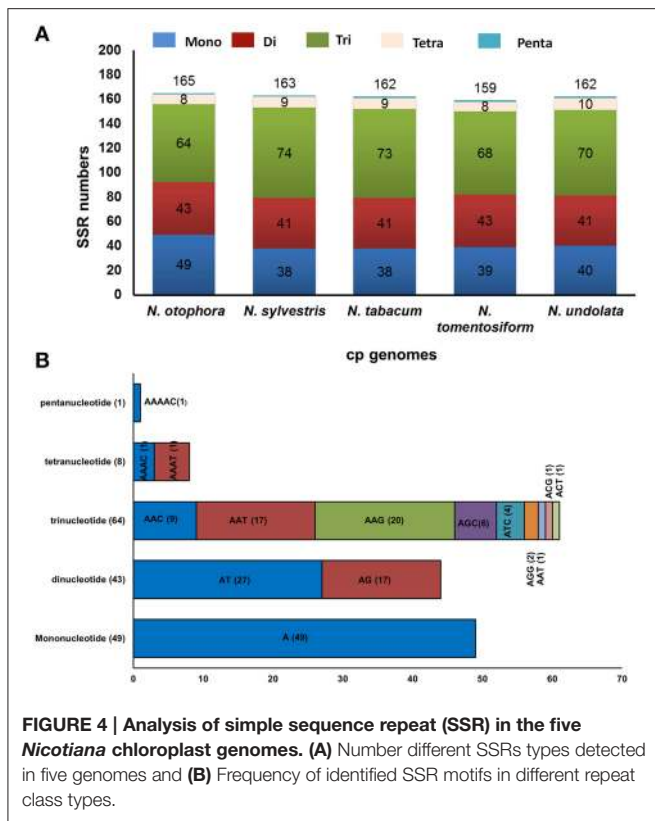 A
Mono Di Tri Tetra Penta
SSR numbers
200
180
160
140
120
100
80
60
40
20
0
165 163 162 159 162
8 9 9 8 10
64 74 73 68 70
43 41 41 43 41
49 38 38 39 40
N. otophora N. sylvestris N. tabacum N. tomentosiform N. undolata
cp genomes
B
pentanucleotide (1)
AAAAC(1)
tetranucleotide (8)
AAAC (1) AAAT (1)
trinucleotide (64)
AAC (9) AAT (17) AAG (20) AGC(6) ATC (4)
ACG (1)
ACT (1)
AGG (2)
AAT (1)
dinucleotide (43)
AT (27) AG (17)
Mononucleotide (49)
A (49)
0 10 20 30 40 50 60 70
FIGURE 4 | Analysis of simple sequence repeat (SSR) in the five
Nicotiana chloroplast genomes. (A) Number different SSRs types detected
in five genomes and (B) Frequency of identified SSR motifs in different repeat
class types.